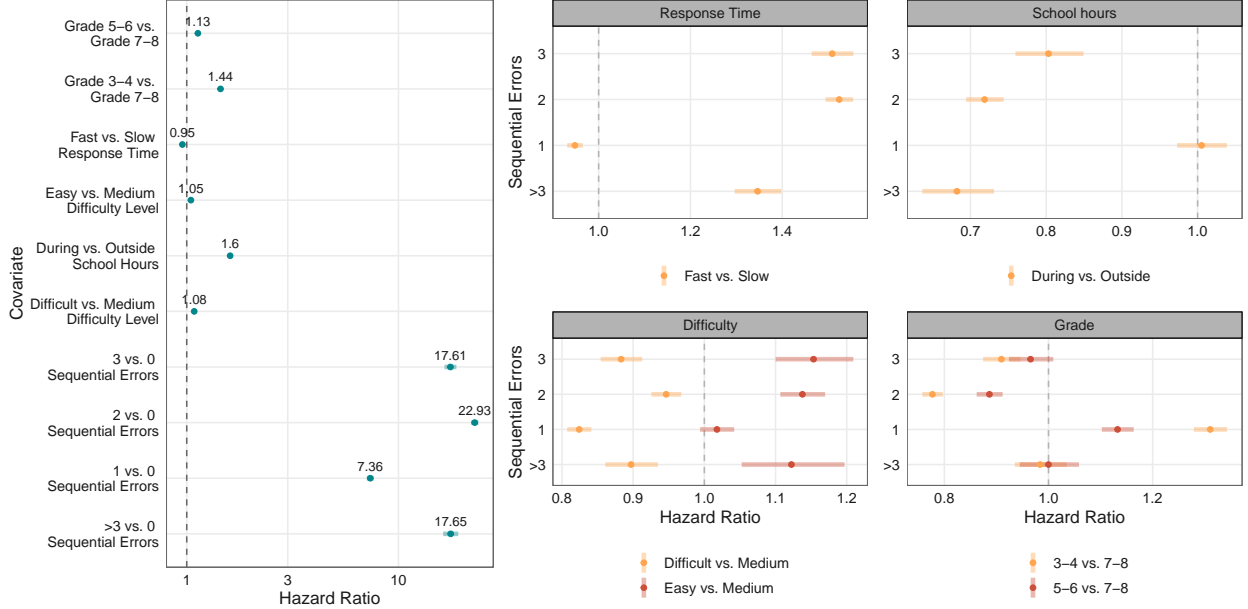 Covariate
Grade 5−6 vs.
Grade 7−8
1.13
Grade 3−4 vs.
Grade 7−8
1.44
Fast vs. Slow
Response Time
0.95
Easy vs. Medium
Difficulty Level
1.05
During vs. Outside
School Hours
1.6
Difficult vs. Medium
Difficulty Level
1.08
3 vs. 0
Sequential Errors
17.61
2 vs. 0
Sequential Errors
22.93
1 vs. 0
Sequential Errors
7.36
>3 vs. 0
Sequential Errors
17.65
1 3 10
Hazard Ratio
Response Time
Sequential Errors
3
2
1
>3
1.0 1.2 1.4
Fast vs. Slow
School hours
3
2
1
>3
0.7 0.8 0.9 1.0
During vs. Outside
Difficulty
Sequential Errors
3
2
1
>3
0.8 0.9 1.0 1.1 1.2
Hazard Ratio
Difficult vs. Medium
Easy vs. Medium
Grade
3
2
1
>3
0.8 1.0 1.2
Hazard Ratio
3−4 vs. 7−8
5−6 vs. 7−8